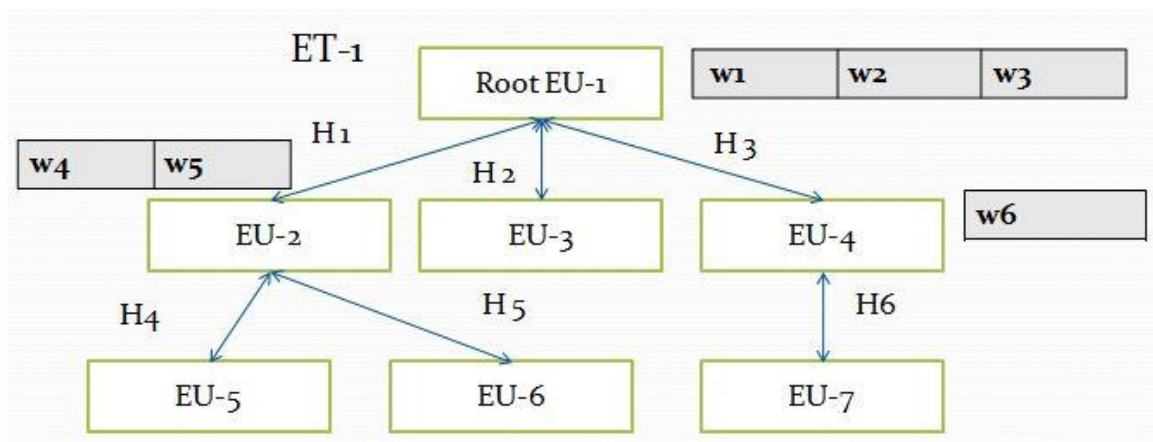 ET-1
Root EU-1
w1 w2 w3
H1
H2
H3
w4 w5
w6
EU-2
EU-3
EU-4
H4
H5
H6
EU-5
EU-6
EU-7